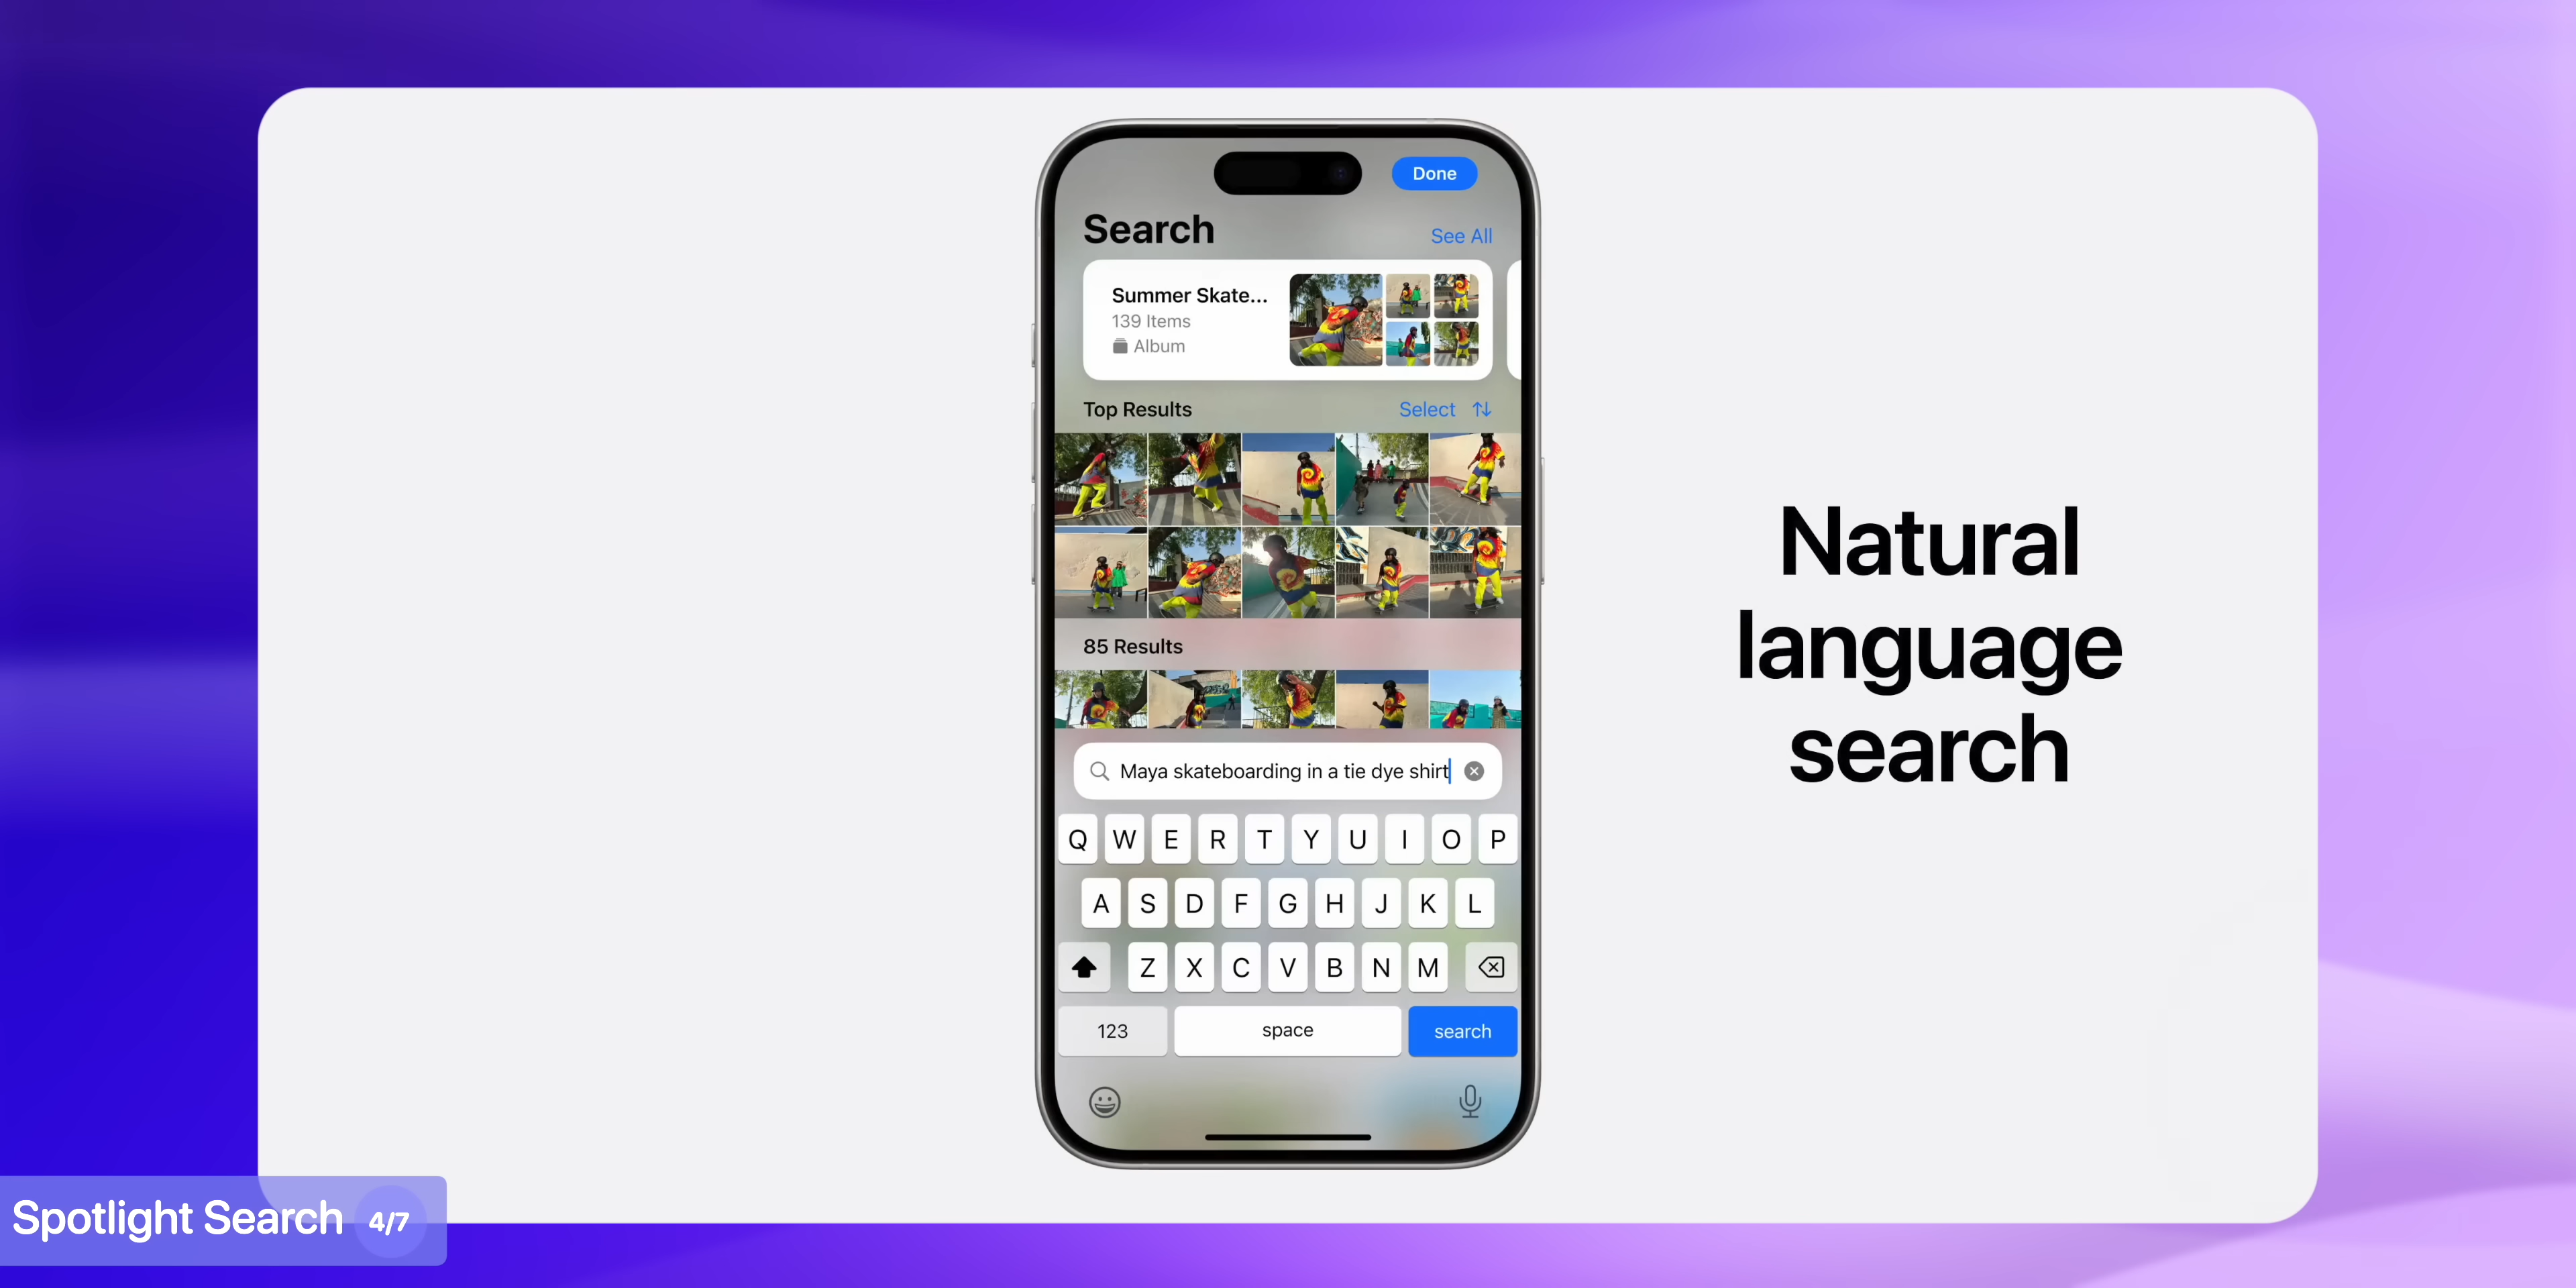 Done
Search
See All
Summer Skate...
139 Items
Album
Top Results
Select
85 Results
Maya skateboarding in a tie dye shirt
Q W E R T Y U I O P
A S D F G H J K L
Z X C V B N M
123 space search
Natural
language
search
Spotlight Search 4/7